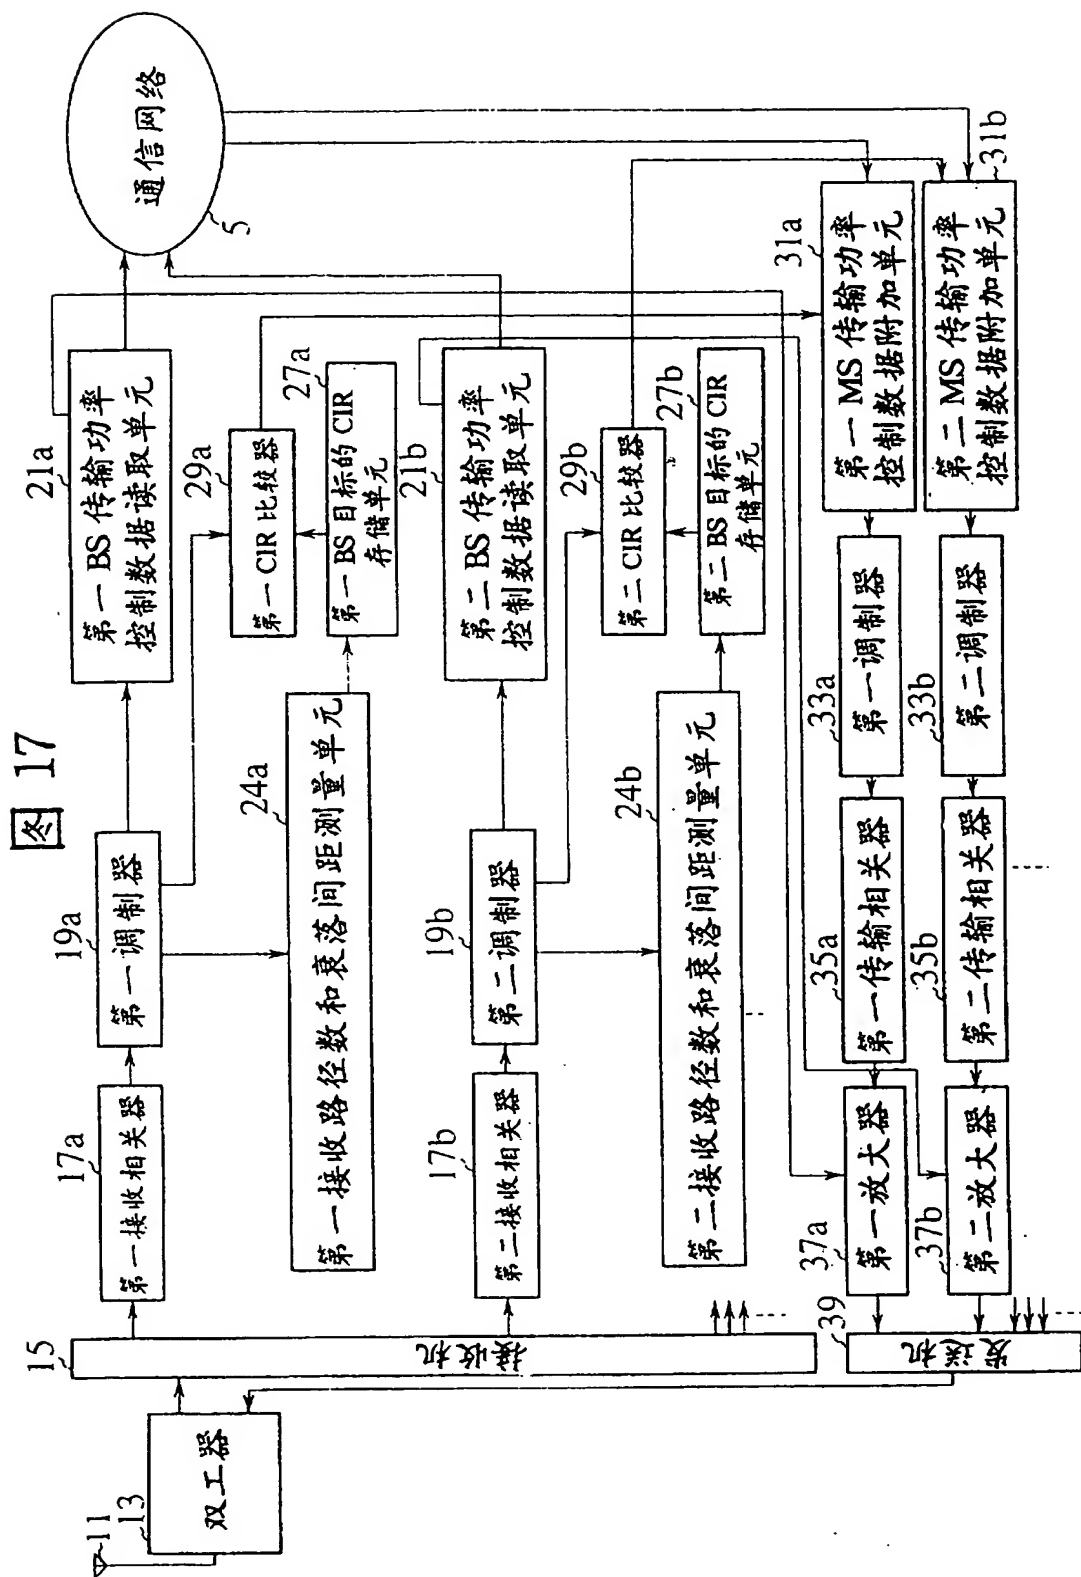 图 17
11
13
双工器
15
接收机
17a
第一接收相关器
19a
第一调制器
21a
第一 BS 传输功率
控制数据读取单元
5
通信网络
29a
第一 CIR 比较器
27a
第一 BS 目标的 CIR
存储单元
24a
第一接收路径数和衰落间距测量单元
17b
第二接收相关器
19b
第二调制器
21b
第二 BS 传输功率
控制数据读取单元
29b
第二 CIR 比较器
27b
第二 BS 目标的 CIR
存储单元
24b
第二接收路径数和衰落间距测量单元
39
发送机
37a
第一放大器
35a
第一传输相关器
33a
第一调制器
31a
第一 MS 传输功率
控制数据附加单元
37b
第二放大器
35b
第二传输相关器
33b
第二调制器
31b
第二 MS 传输功率
控制数据附加单元